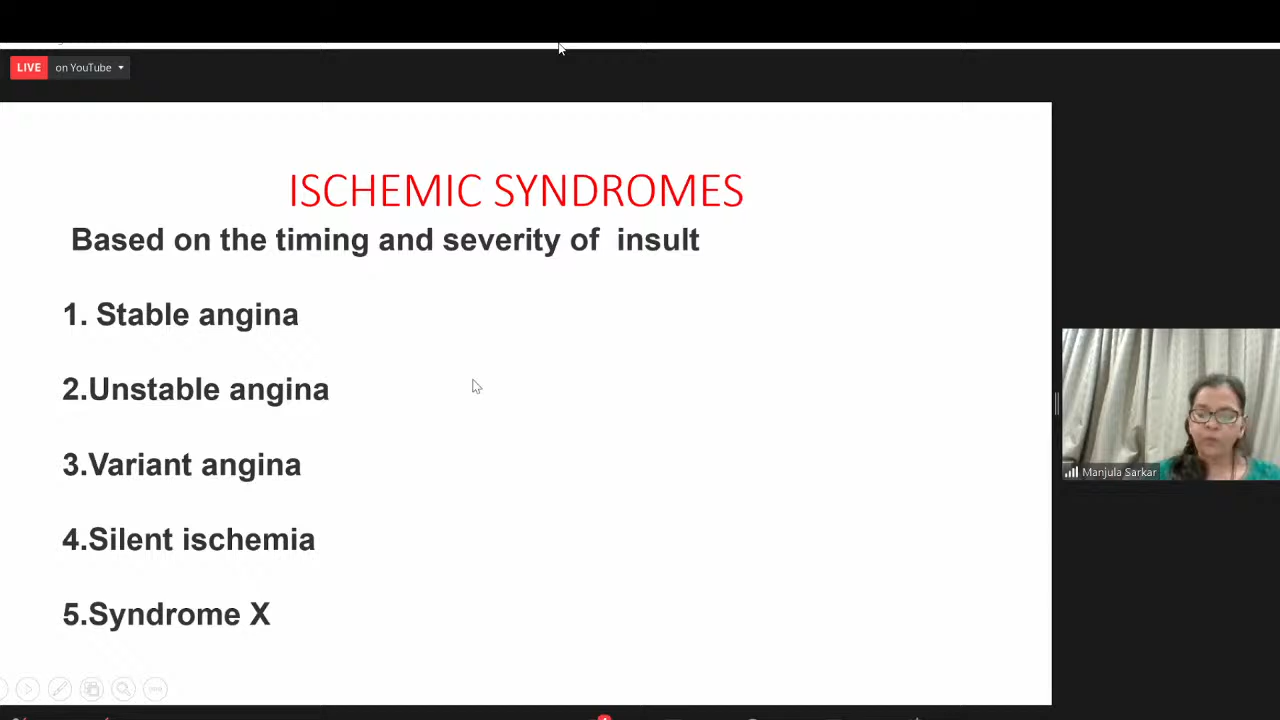 LIVE on YouTube
ISCHEMIC SYNDROMES
Based on the timing and severity of insult
1. Stable angina
2.Unstable angina
3.Variant angina
4.Silent ischemia
5.Syndrome X
Manjula Sarkar